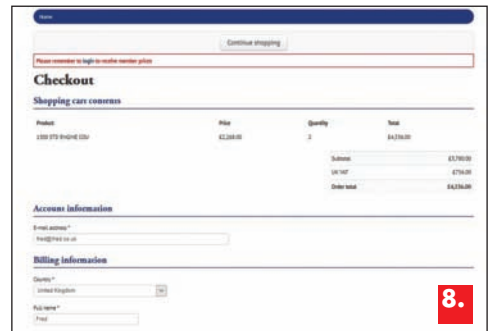 Home
Continue shopping
Please remember to login to receive member prices
Checkout
Shopping cart contents
Product Price Quantity Total
1500 STD ENGINE EDU £2,268.00 2 £4,536.00
Subtotal £3,780.00
UK VAT £756.00
Order total £4,536.00
Account information
E-mail address *
fred@fred.co.uk
Billing information
Country *
United Kingdom
Full name *
Fred
8.